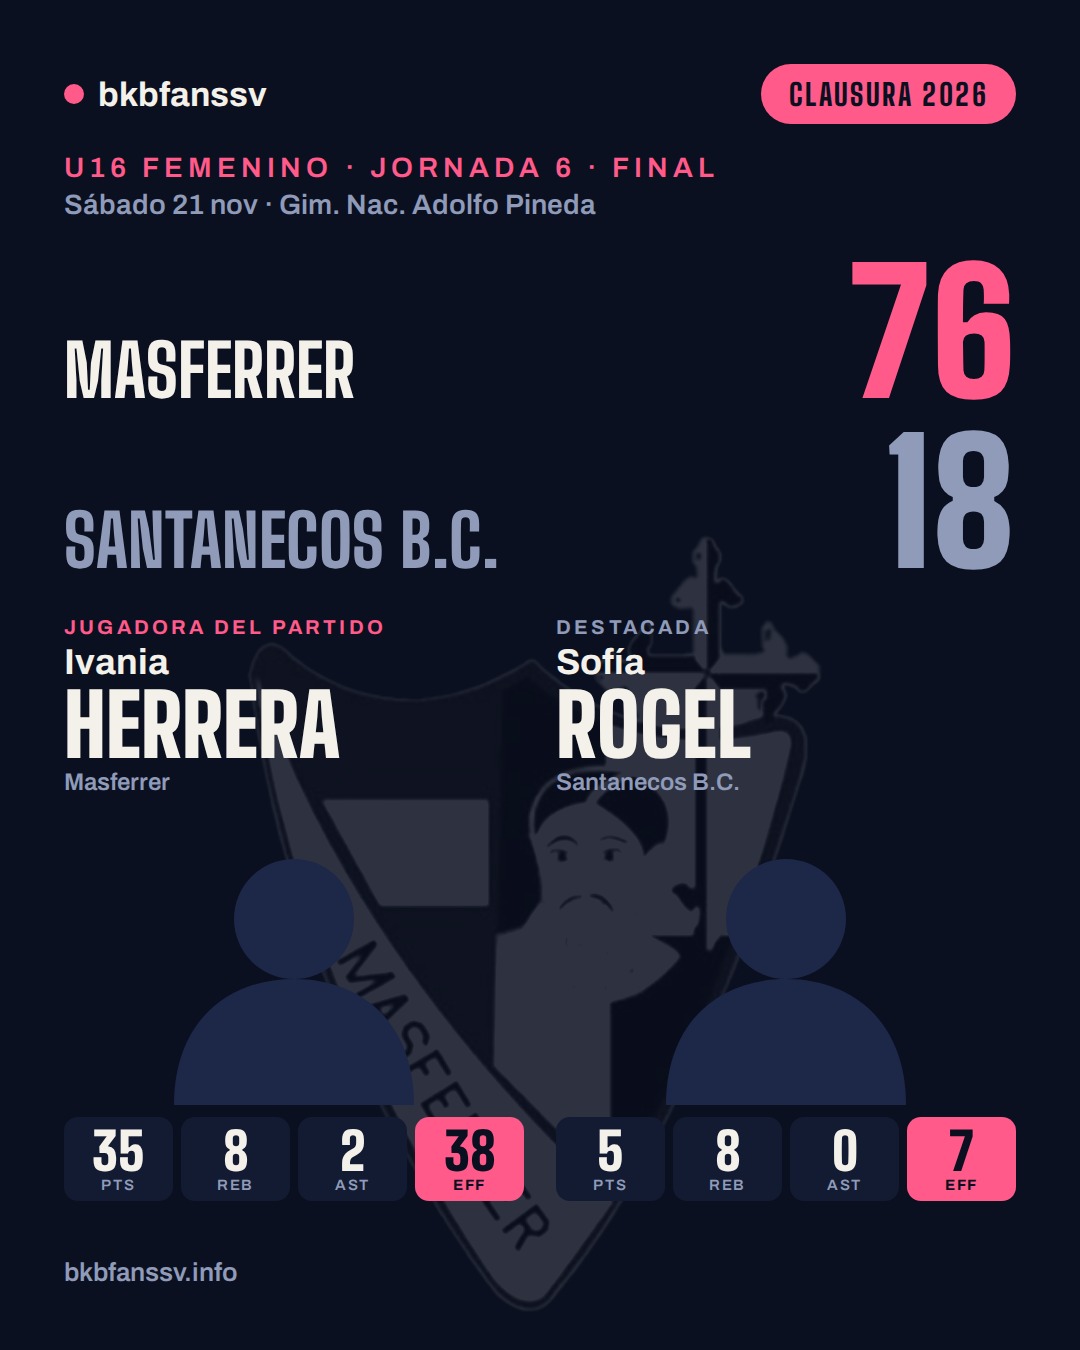 bkbfanssv
CLAUSURA 2026
U16 FEMENINO · JORNADA 6 · FINAL
Sábado 21 nov · Gim. Nac. Adolfo Pineda
MASFERRER 76
SANTANECOS B.C. 18
JUGADORA DEL PARTIDO
Ivania
HERRERA
Masferrer
DESTACADA
Sofía
ROGEL
Santanecos B.C.
MASFERRER
35 PTS
8 REB
2 AST
38 EFF
5 PTS
8 REB
0 AST
7 EFF
bkbfanssv.info